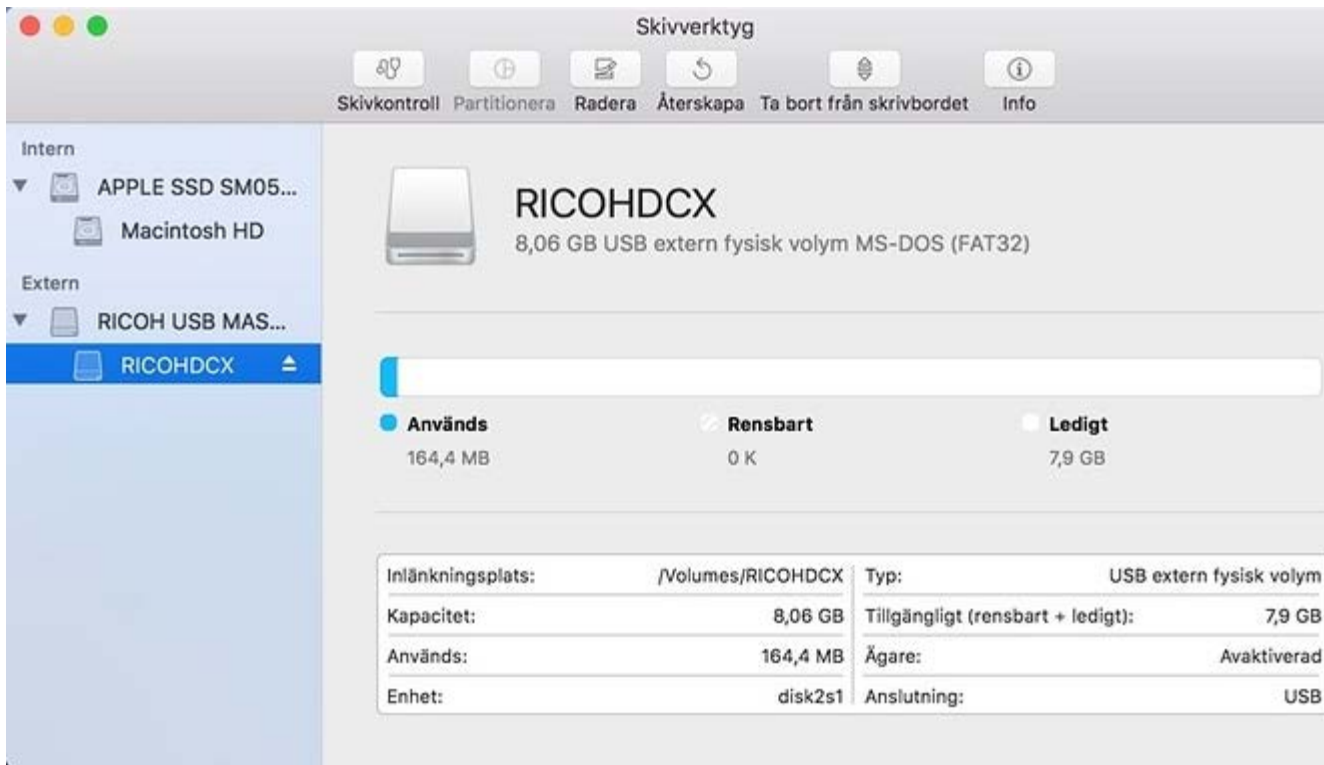 Skivverktyg
Skivkontroll Partitionera Radera Återskapa Ta bort från skrivbordet Info
Intern
APPLE SSD SM05...
Macintosh HD
Extern
RICOH USB MAS...
RICOHDCX
RICOHDCX
8,06 GB USB extern fysisk volym MS-DOS (FAT32)
Används Rensbart Ledigt
164,4 MB 0 K 7,9 GB
Inlänkningsplats: /Volumes/RICOHDCX Typ: USB extern fysisk volym
Kapacitet: 8,06 GB Tillgängligt (rensbart + ledigt): 7,9 GB
Används: 164,4 MB Ägare: Avaktiverad
Enhet: disk2s1 Anslutning: USB